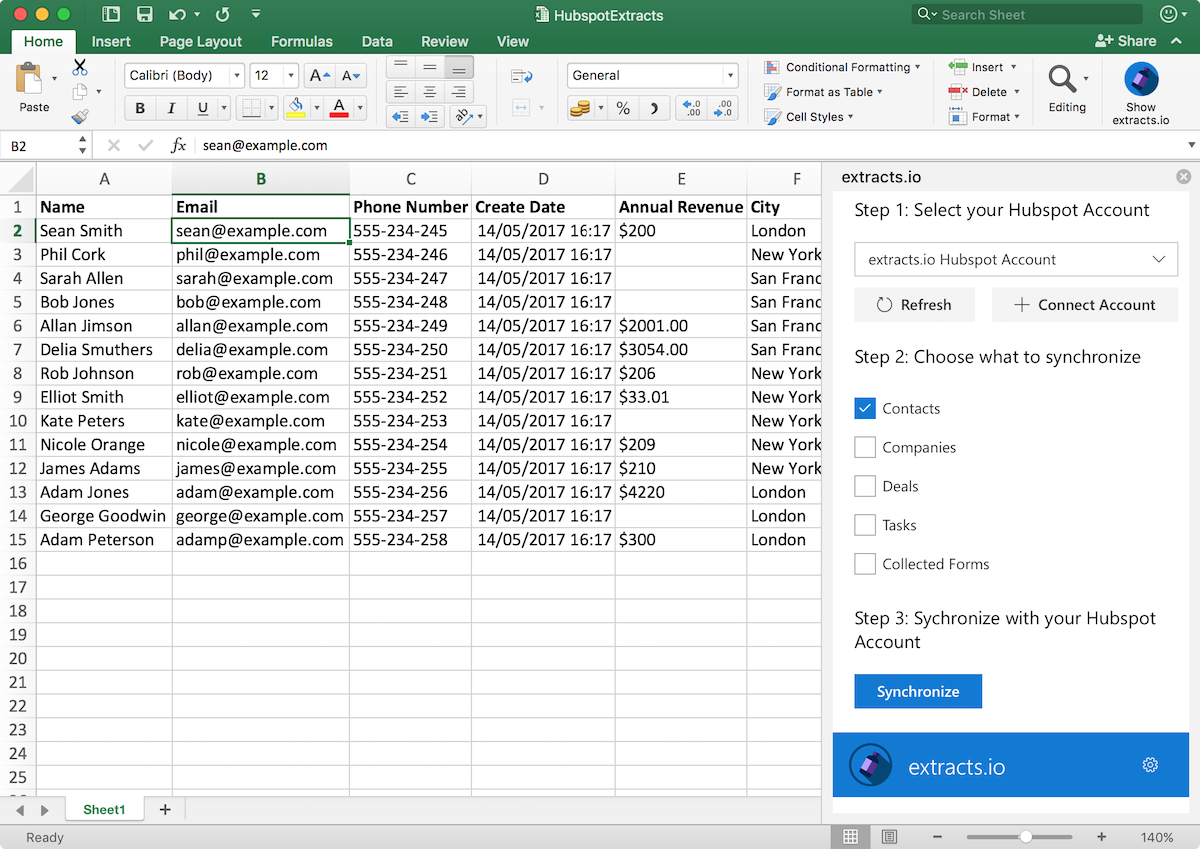 HubspotExtracts
Search Sheet
Home Insert Page Layout Formulas Data Review View Share
Paste
Calibri (Body) 12 A A
B I U A
General
% .0 .00 .00 .0
Conditional Formatting
Format as Table
Cell Styles
Insert
Delete
Format
Editing
Show
extracts.io
B2 fx sean@example.com
A B C D E F
1 Name Email Phone Number Create Date Annual Revenue City
2 Sean Smith sean@example.com 555-234-245 14/05/2017 16:17 $200 London
3 Phil Cork phil@example.com 555-234-246 14/05/2017 16:17 New York
4 Sarah Allen sarah@example.com 555-234-247 14/05/2017 16:17 San Franc
5 Bob Jones bob@example.com 555-234-248 14/05/2017 16:17 San Franc
6 Allan Jimson allan@example.com 555-234-249 14/05/2017 16:17 $2001.00 San Franc
7 Delia Smuthers delia@example.com 555-234-250 14/05/2017 16:17 $3054.00 San Franc
8 Rob Johnson rob@example.com 555-234-251 14/05/2017 16:17 $206 New York
9 Elliot Smith elliot@example.com 555-234-252 14/05/2017 16:17 $33.01 New York
10 Kate Peters kate@example.com 555-234-253 14/05/2017 16:17 New York
11 Nicole Orange nicole@example.com 555-234-254 14/05/2017 16:17 $209 New York
12 James Adams james@example.com 555-234-255 14/05/2017 16:17 $210 New York
13 Adam Jones adam@example.com 555-234-256 14/05/2017 16:17 $4220 London
14 George Goodwin george@example.com 555-234-257 14/05/2017 16:17 London
15 Adam Peterson adamp@example.com 555-234-258 14/05/2017 16:17 $300 London
16
17
18
19
20
21
22
23
24
25
extracts.io
Step 1: Select your Hubspot Account
extracts.io Hubspot Account
Refresh Connect Account
Step 2: Choose what to synchronize
Contacts
Companies
Deals
Tasks
Collected Forms
Step 3: Sychronize with your Hubspot
Account
Synchronize
extracts.io
Sheet1
Ready 140%